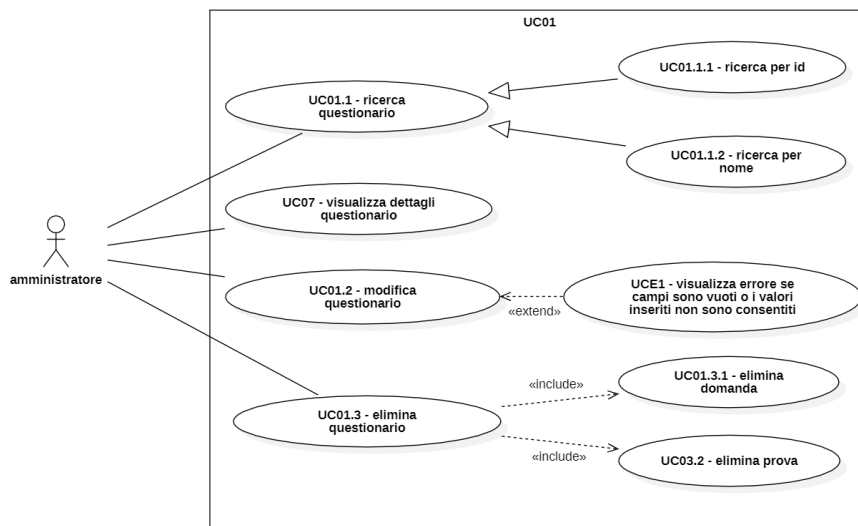 UC01
UC01.1.1 - ricerca per id
UC01.1 - ricerca
questionario
UC01.1.2 - ricerca per
nome
UC07 - visualizza dettagli
questionario
amministratore
UC01.2 - modifica
questionario
UCE1 - visualizza errore se
campi sono vuoti o i valori
inseriti non sono consentiti
«extend»
UC01.3 - elimina
questionario
«include»
UC01.3.1 - elimina
domanda
«include»
UC03.2 - elimina prova